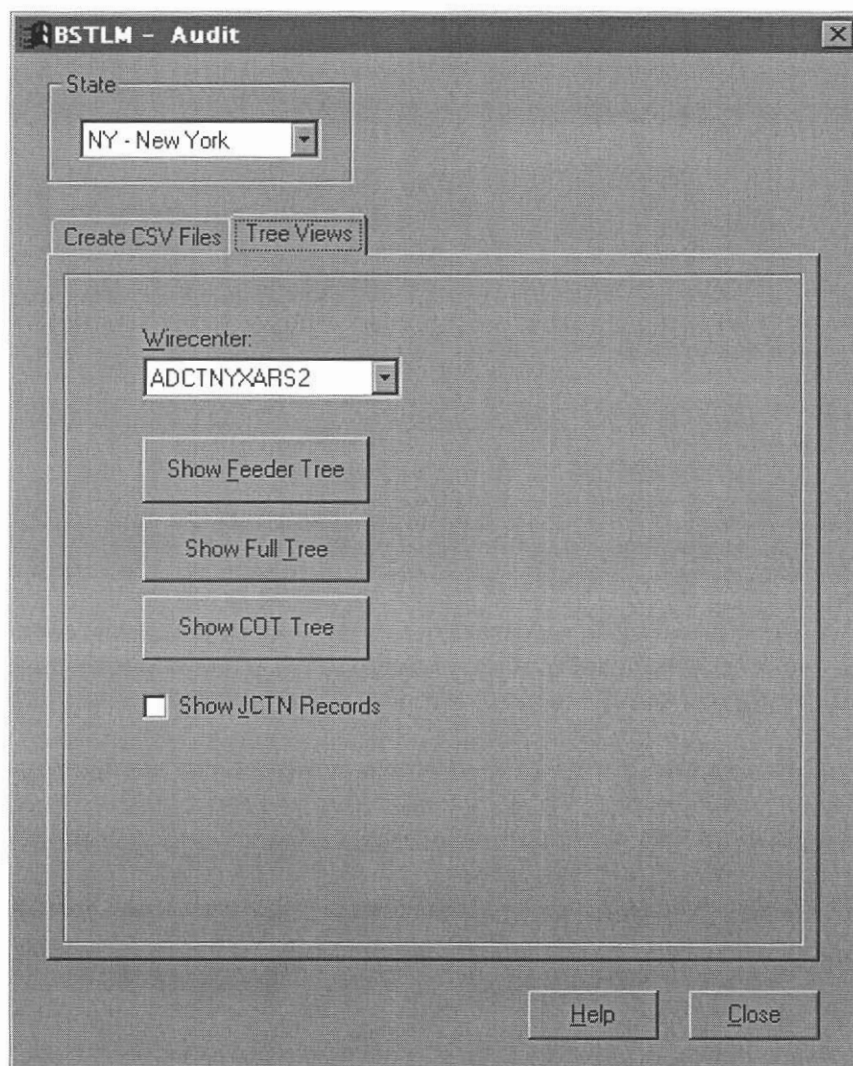 BSTLM - Audit
State
NY - New York
Create CSV Files
Tree Views
Wirecenter:
ADCTNYXARS2
Show Feeder Tree
Show Full Tree
Show COT Tree
Show JCTN Records
Help
Close